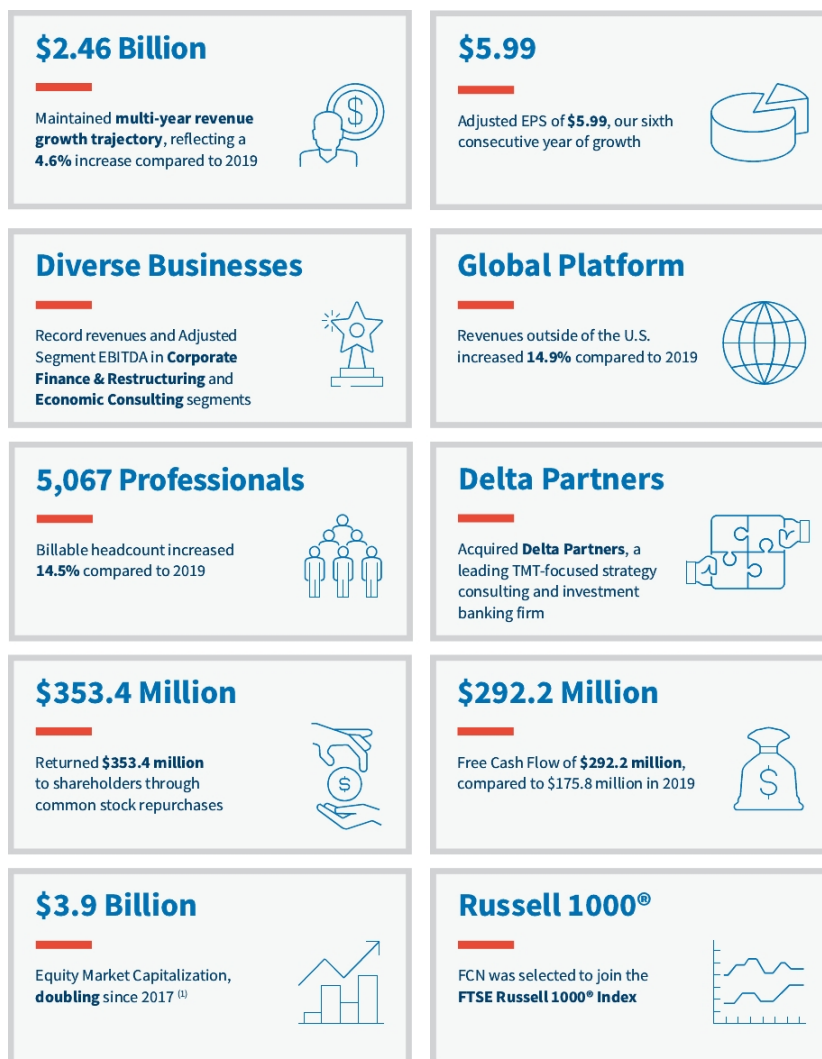 $2.46 Billion
Maintained multi-year revenue
growth trajectory, reflecting a
4.6% increase compared to 2019
$5.99
Adjusted EPS of $5.99, our sixth
consecutive year of growth
Diverse Businesses
Record revenues and Adjusted
Segment EBITDA in Corporate
Finance & Restructuring and
Economic Consulting segments
Global Platform
Revenues outside of the U.S.
increased 14.9% compared to 2019
5,067 Professionals
Billable headcount increased
14.5% compared to 2019
Delta Partners
Acquired Delta Partners, a
leading TMT-focused strategy
consulting and investment
banking firm
$353.4 Million
Returned $353.4 million
to shareholders through
common stock repurchases
$
$292.2 Million
Free Cash Flow of $292.2 million,
compared to $175.8 million in 2019
$
$3.9 Billion
Equity Market Capitalization,
doubling since 2017 (1)
Russell 1000®
FCN was selected to join the
FTSE Russell 1000® Index